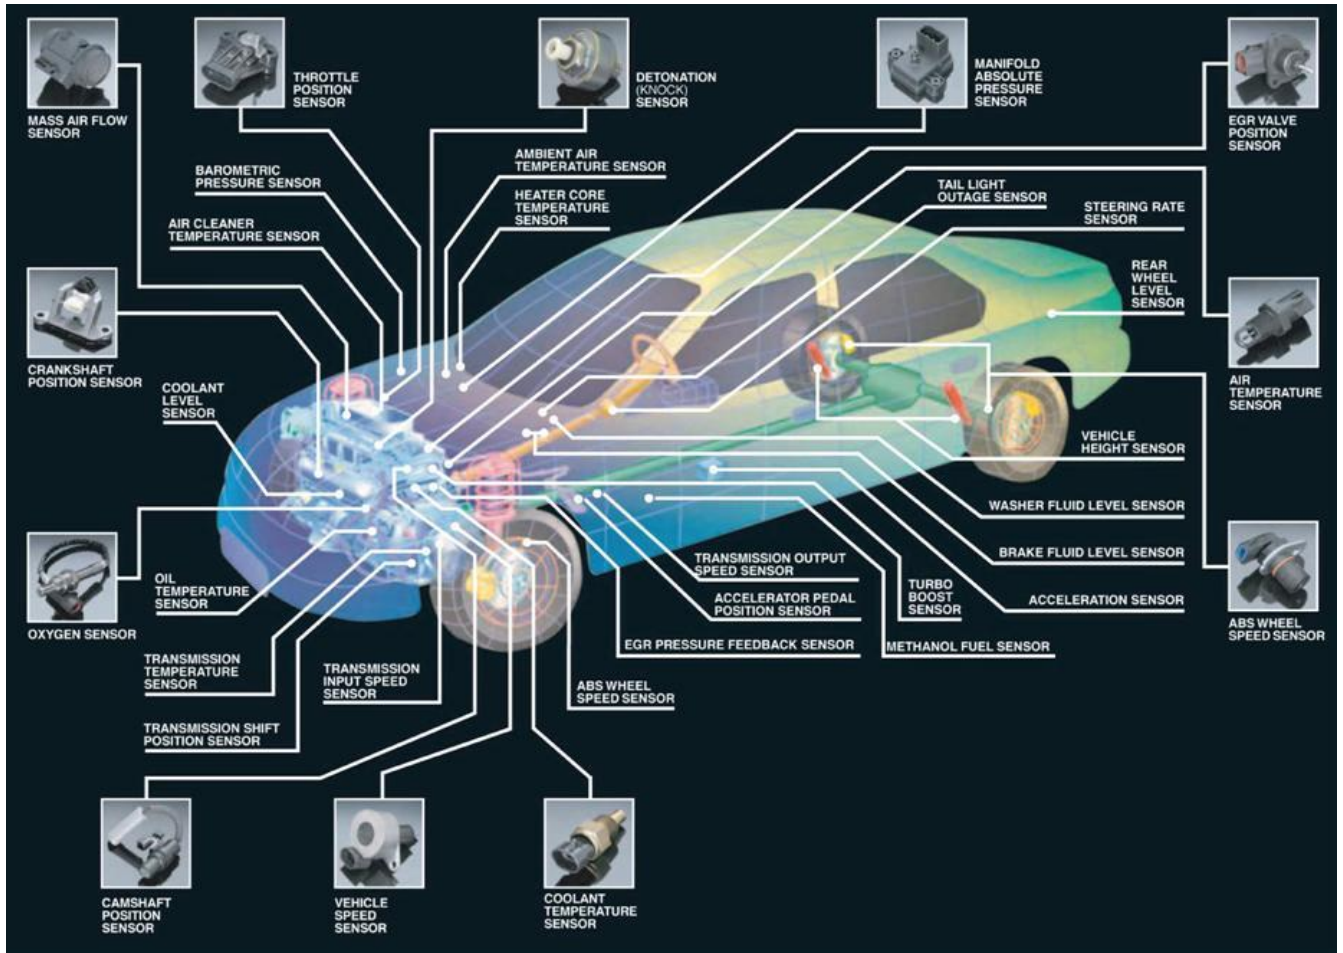 MASS AIR FLOW
SENSOR
THROTTLE
POSITION
SENSOR
DETONATION
(KNOCK)
SENSOR
MANIFOLD
ABSOLUTE
PRESSURE
SENSOR
EGR VALVE
POSITION
SENSOR
BAROMETRIC
PRESSURE SENSOR
AMBIENT AIR
TEMPERATURE SENSOR
TAIL LIGHT
OUTAGE SENSOR
HEATER CORE
TEMPERATURE
SENSOR
STEERING RATE
SENSOR
AIR CLEANER
TEMPERATURE SENSOR
REAR
WHEEL
LEVEL
SENSOR
CRANKSHAFT
POSITION SENSOR
COOLANT
LEVEL
SENSOR
AIR
TEMPERATURE
SENSOR
VEHICLE
HEIGHT SENSOR
WASHER FLUID LEVEL SENSOR
BRAKE FLUID LEVEL SENSOR
TRANSMISSION OUTPUT
SPEED SENSOR
OIL
TEMPERATURE
SENSOR
TURBO
BOOST
SENSOR
ACCELERATION SENSOR
ACCELERATOR PEDAL
POSITION SENSOR
OXYGEN SENSOR
ABS WHEEL
SPEED SENSOR
EGR PRESSURE FEEDBACK SENSOR
METHANOL FUEL SENSOR
TRANSMISSION
TEMPERATURE
SENSOR
TRANSMISSION
INPUT SPEED
SENSOR
ABS WHEEL
SPEED SENSOR
TRANSMISSION SHIFT
POSITION SENSOR
CAMSHAFT
POSITION
SENSOR
VEHICLE
SPEED
SENSOR
COOLANT
TEMPERATURE
SENSOR